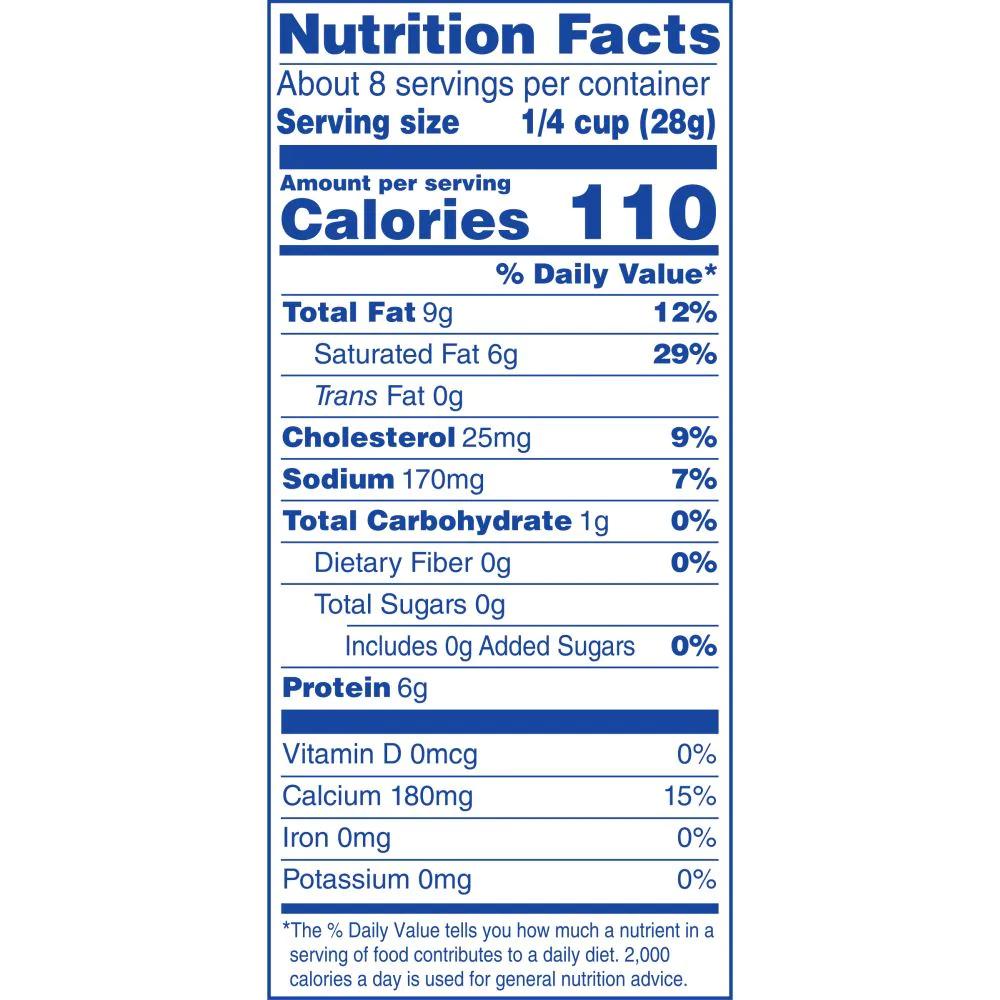 Nutrition Facts
About 8 servings per container
Serving size 1/4 cup (28g)
Amount per serving
Calories 110
% Daily Value*
Total Fat 9g 12%
Saturated Fat 6g 29%
Trans Fat 0g
Cholesterol 25mg 9%
Sodium 170mg 7%
Total Carbohydrate 1g 0%
Dietary Fiber 0g 0%
Total Sugars 0g
Includes 0g Added Sugars 0%
Protein 6g
Vitamin D 0mcg 0%
Calcium 180mg 15%
Iron 0mg 0%
Potassium 0mg 0%
*The % Daily Value tells you how much a nutrient in a
serving of food contributes to a daily diet. 2,000
calories a day is used for general nutrition advice.